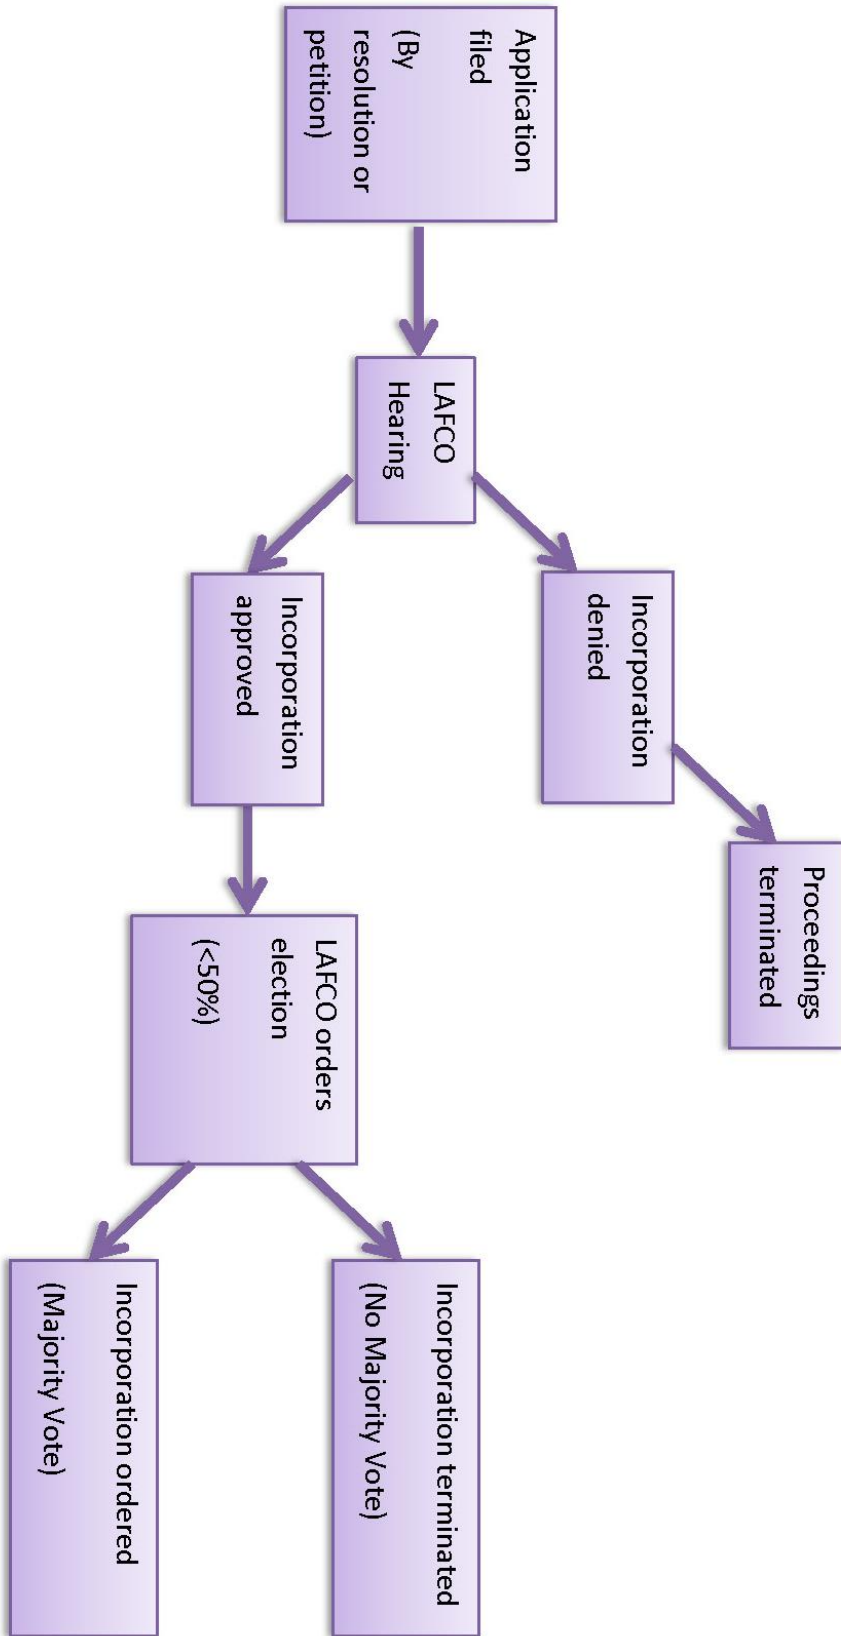 Application
filed
(By
resolution or
petition)
LAFCO
Hearing
Incorporation
denied
Proceedings
terminated
Incorporation
approved
LAFCO orders
election
(<50%)
Incorporation terminated
(No Majority Vote)
Incorporation ordered
(Majority Vote)